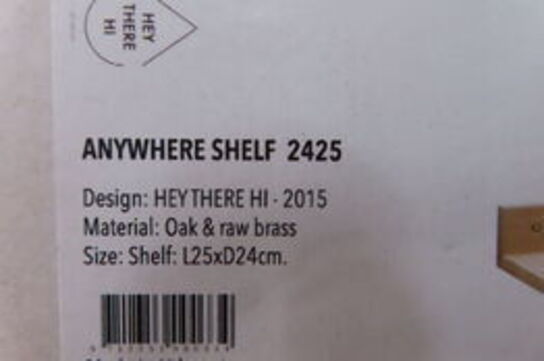 HEY
THERE
HI
ANYWHERE SHELF 2425
Design: HEY THERE HI - 2015
Material: Oak & raw brass
Size: Shelf: L25xD24cm.